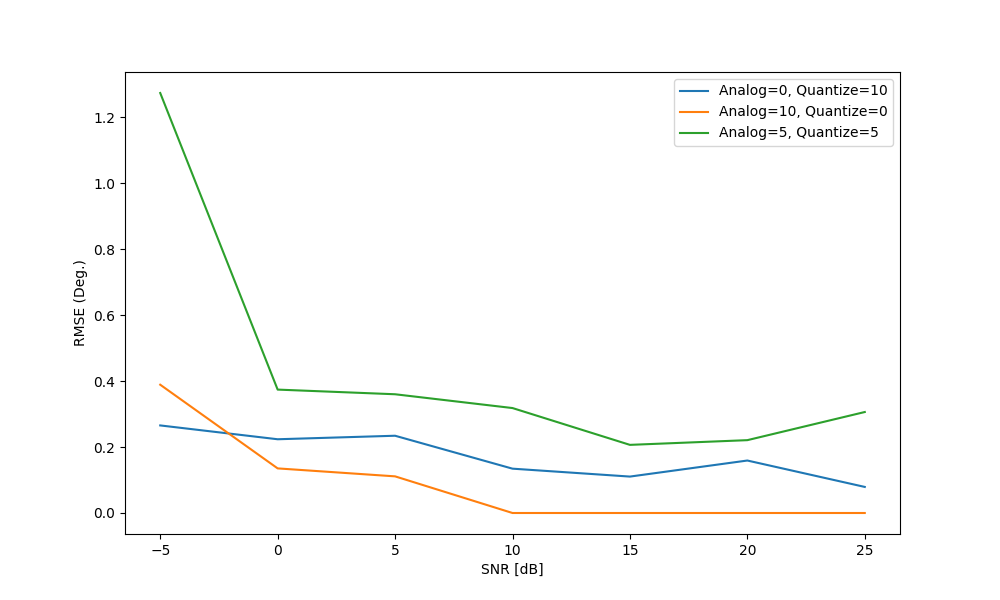 Analog=0, Quantize=10
Analog=10, Quantize=0
Analog=5, Quantize=5
RMSE (Deg.)
1.2
1.0
0.8
0.6
0.4
0.2
0.0
−5 0 5 10 15 20 25
SNR [dB]